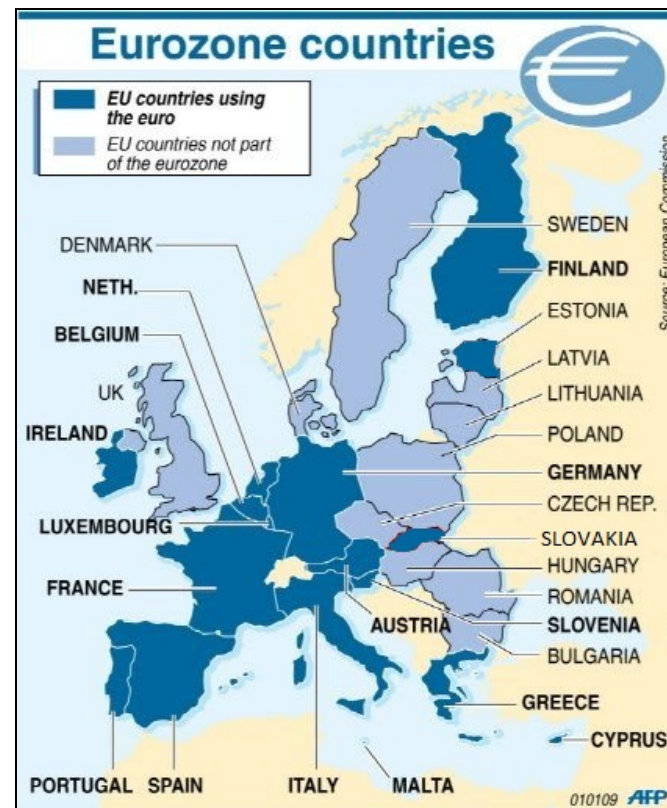 Eurozone countries
EU countries using
the euro
EU countries not part
of the eurozone
Source: European Commission
DENMARK
SWEDEN
NETH.
FINLAND
BELGIUM
ESTONIA
LATVIA
UK
LITHUANIA
IRELAND
POLAND
GERMANY
CZECH REP.
LUXEMBOURG
SLOVAKIA
HUNGARY
FRANCE
ROMANIA
AUSTRIA
SLOVENIA
BULGARIA
GREECE
CYPRUS
PORTUGAL
SPAIN
ITALY
MALTA
010109 AFP